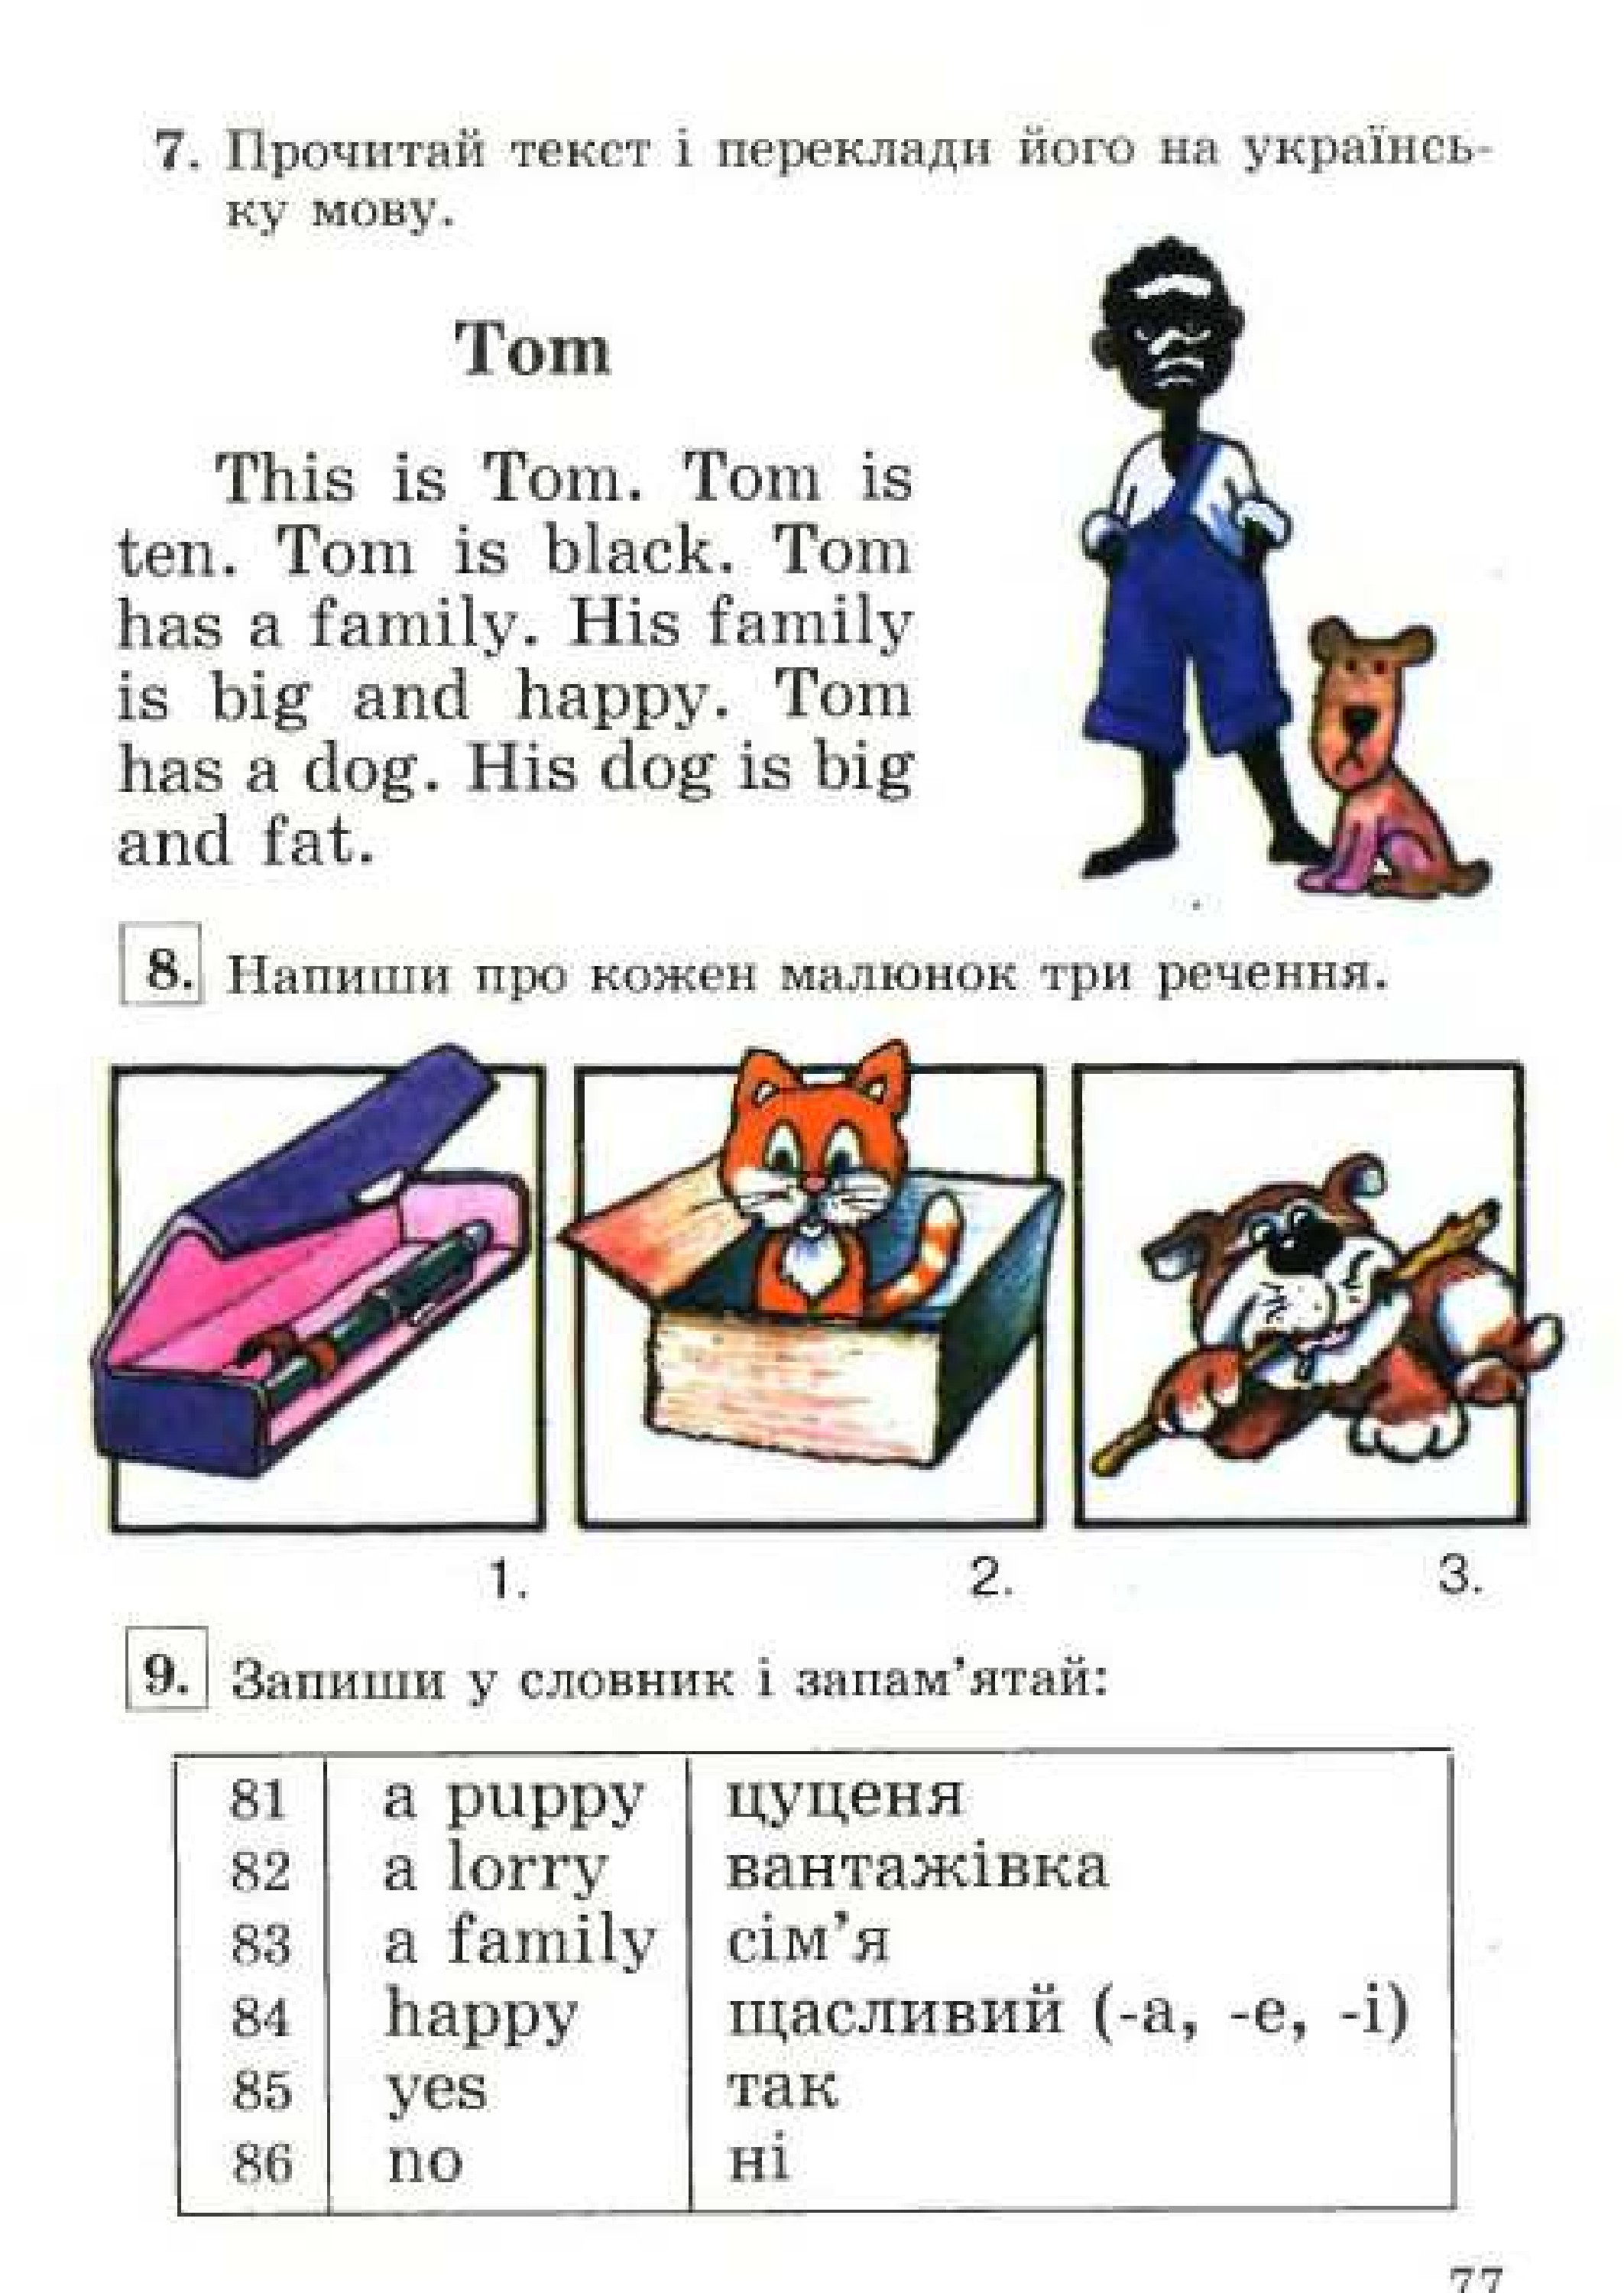 7. Прочитай текст і переклади його на українсь-
ку мову.
Tom
This is Tom. Tom is
ten. Tom is black. Tom
has a family. His family
is big and happy. Tom
has a dog. His dog is big
and fat.
8. Напиши про кожен малюнок три речення.
1. 2. 3.
9. Запиши у словник і запам’ятай:
81 a puppy цуценя
82 a lorry вантажівка
83 a family сім’я
84 happy щасливий (-а, -е, -і)
85 yes так
86 no ні
77